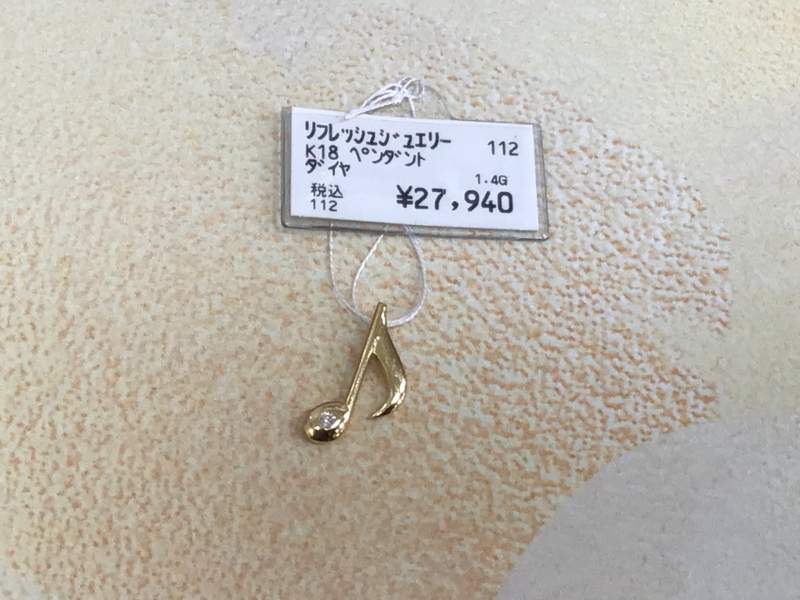 リフレッシュジュエリー 112
K18 ペンダント
ダイヤ
1.4G
税込 ¥27,940
112